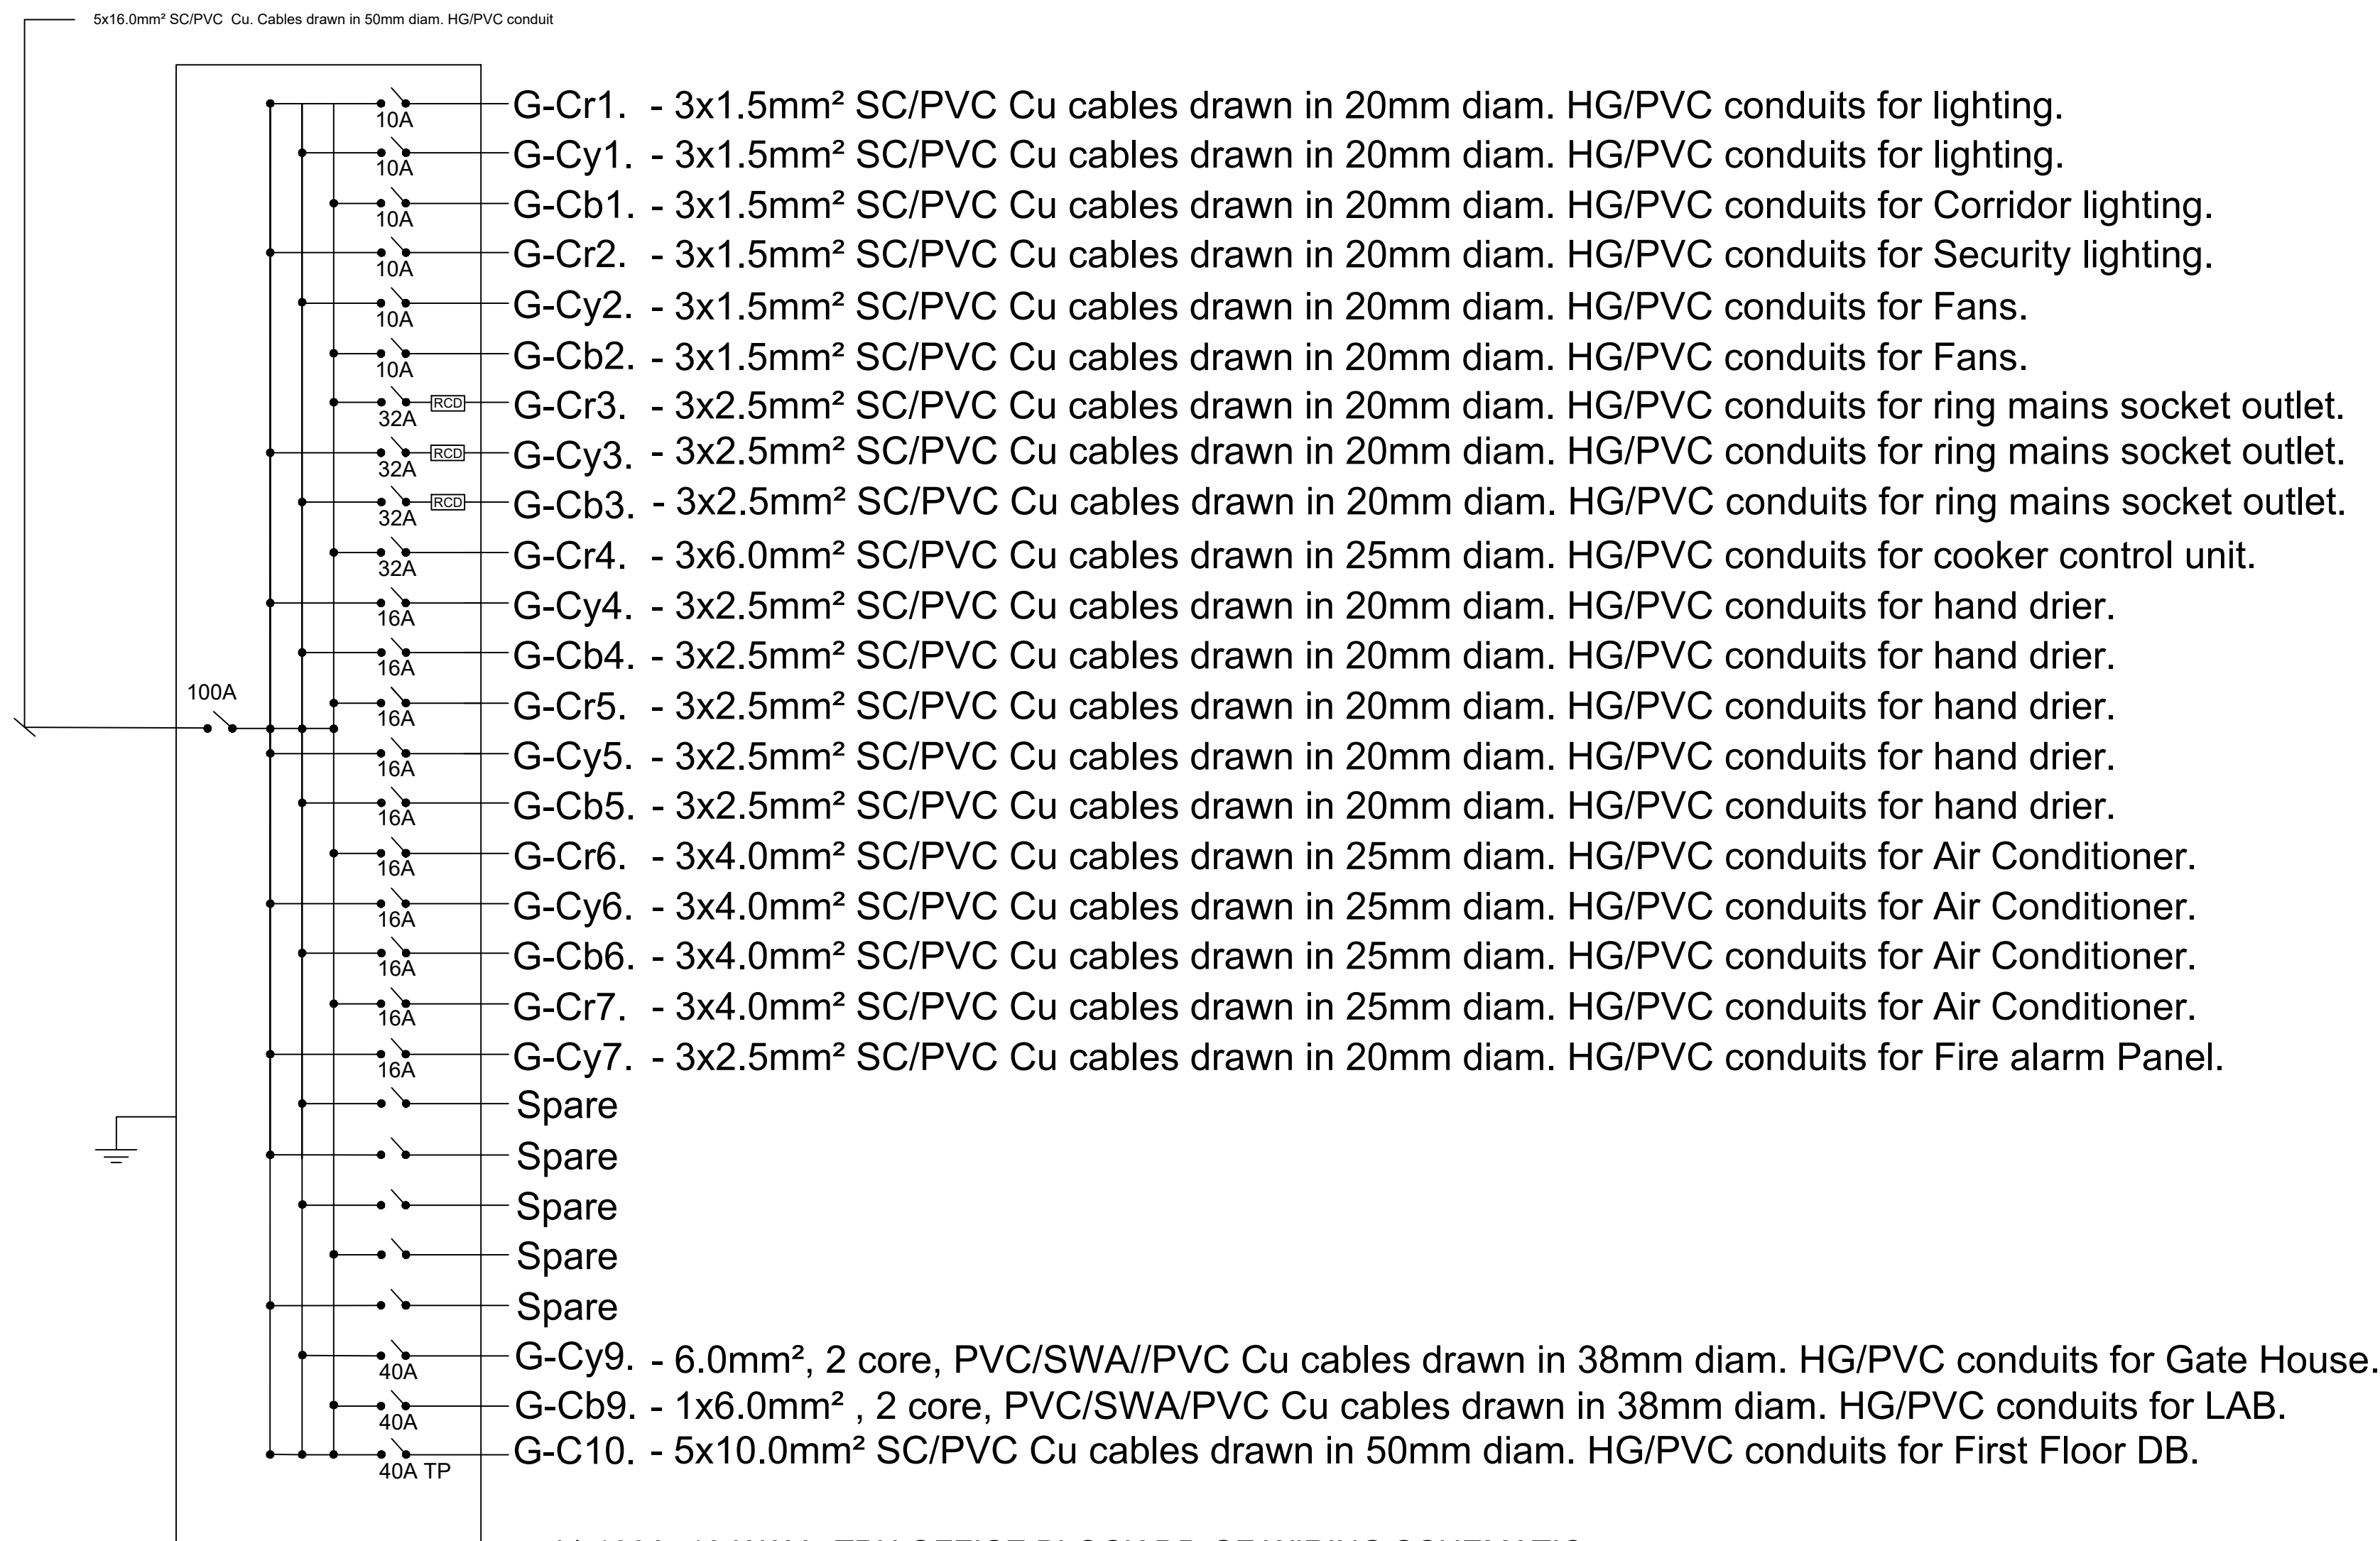 5x16.0mm² SC/PVC Cu. Cables drawn in 50mm diam. HG/PVC conduit
10A G-Cr1. - 3x1.5mm² SC/PVC Cu cables drawn in 20mm diam. HG/PVC conduits for lighting.
10A G-Cy1. - 3x1.5mm² SC/PVC Cu cables drawn in 20mm diam. HG/PVC conduits for lighting.
10A G-Cb1. - 3x1.5mm² SC/PVC Cu cables drawn in 20mm diam. HG/PVC conduits for Corridor lighting.
10A G-Cr2. - 3x1.5mm² SC/PVC Cu cables drawn in 20mm diam. HG/PVC conduits for Security lighting.
10A G-Cy2. - 3x1.5mm² SC/PVC Cu cables drawn in 20mm diam. HG/PVC conduits for Fans.
10A G-Cb2. - 3x1.5mm² SC/PVC Cu cables drawn in 20mm diam. HG/PVC conduits for Fans.
32A RCD G-Cr3. - 3x2.5mm² SC/PVC Cu cables drawn in 20mm diam. HG/PVC conduits for ring mains socket outlet.
32A RCD G-Cy3. - 3x2.5mm² SC/PVC Cu cables drawn in 20mm diam. HG/PVC conduits for ring mains socket outlet.
32A RCD G-Cb3. - 3x2.5mm² SC/PVC Cu cables drawn in 20mm diam. HG/PVC conduits for ring mains socket outlet.
32A G-Cr4. - 3x6.0mm² SC/PVC Cu cables drawn in 25mm diam. HG/PVC conduits for cooker control unit.
16A G-Cy4. - 3x2.5mm² SC/PVC Cu cables drawn in 20mm diam. HG/PVC conduits for hand drier.
16A G-Cb4. - 3x2.5mm² SC/PVC Cu cables drawn in 20mm diam. HG/PVC conduits for hand drier.
100A
16A G-Cr5. - 3x2.5mm² SC/PVC Cu cables drawn in 20mm diam. HG/PVC conduits for hand drier.
16A G-Cy5. - 3x2.5mm² SC/PVC Cu cables drawn in 20mm diam. HG/PVC conduits for hand drier.
16A G-Cb5. - 3x2.5mm² SC/PVC Cu cables drawn in 20mm diam. HG/PVC conduits for hand drier.
16A G-Cr6. - 3x4.0mm² SC/PVC Cu cables drawn in 25mm diam. HG/PVC conduits for Air Conditioner.
16A G-Cy6. - 3x4.0mm² SC/PVC Cu cables drawn in 25mm diam. HG/PVC conduits for Air Conditioner.
16A G-Cb6. - 3x4.0mm² SC/PVC Cu cables drawn in 25mm diam. HG/PVC conduits for Air Conditioner.
16A G-Cr7. - 3x4.0mm² SC/PVC Cu cables drawn in 25mm diam. HG/PVC conduits for Air Conditioner.
16A G-Cy7. - 3x2.5mm² SC/PVC Cu cables drawn in 20mm diam. HG/PVC conduits for Fire alarm Panel.
Spare
Spare
Spare
Spare
Spare
40A G-Cy9. - 6.0mm², 2 core, PVC/SWA//PVC Cu cables drawn in 38mm diam. HG/PVC conduits for Gate House.
40A G-Cb9. - 1x6.0mm² , 2 core, PVC/SWA/PVC Cu cables drawn in 38mm diam. HG/PVC conduits for LAB.
40A TP G-C10. - 5x10.0mm² SC/PVC Cu cables drawn in 50mm diam. HG/PVC conduits for First Floor DB.